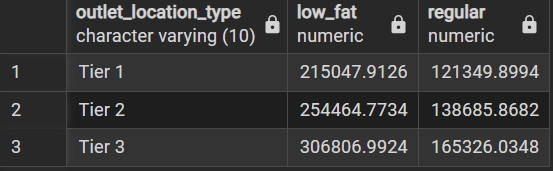 outlet_location_type low_fat regular
character varying (10) numeric numeric
1 Tier 1 215047.9126 121349.8994
2 Tier 2 254464.7734 138685.8682
3 Tier 3 306806.9924 165326.0348